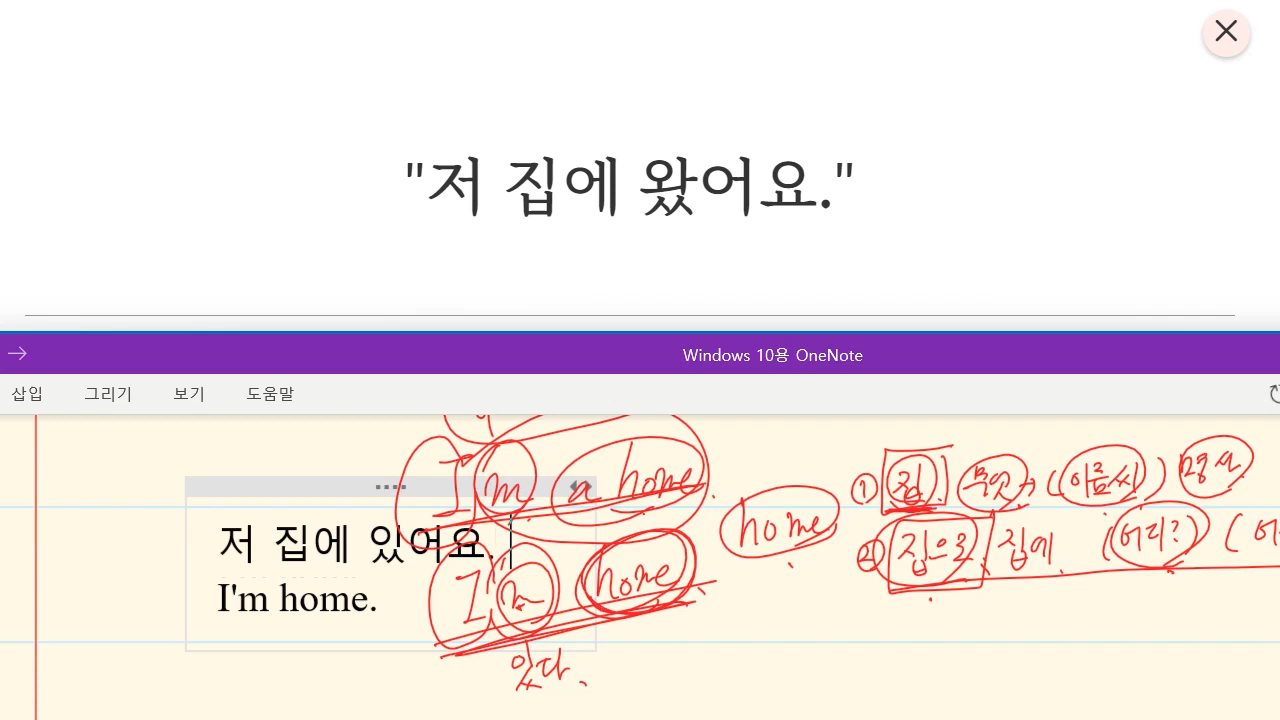 "저 집에 왔어요."
Windows 10용 OneNote
삽입 그리기 보기 도움말
I'm a home.
① 집. 무엇 (이름씨) 명사
저 집에 있어요.
home
② 집으로 집에 (어디?) (
I'm home.
I'm home
있다.